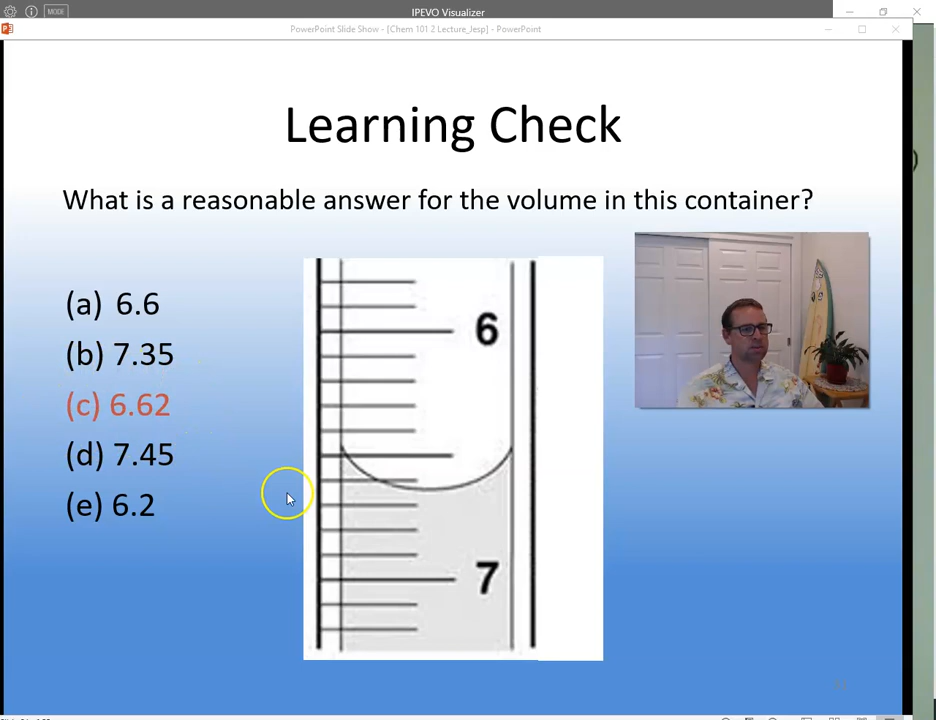 IPEVO Visualizer
MODE
PowerPoint Slide Show - [Chem 101 2 Lecture_Jesp] - PowerPoint
Learning Check
What is a reasonable answer for the volume in this container?
(a) 6.6
(b) 7.35
(c) 6.62
(d) 7.45
(e) 6.2
6
7